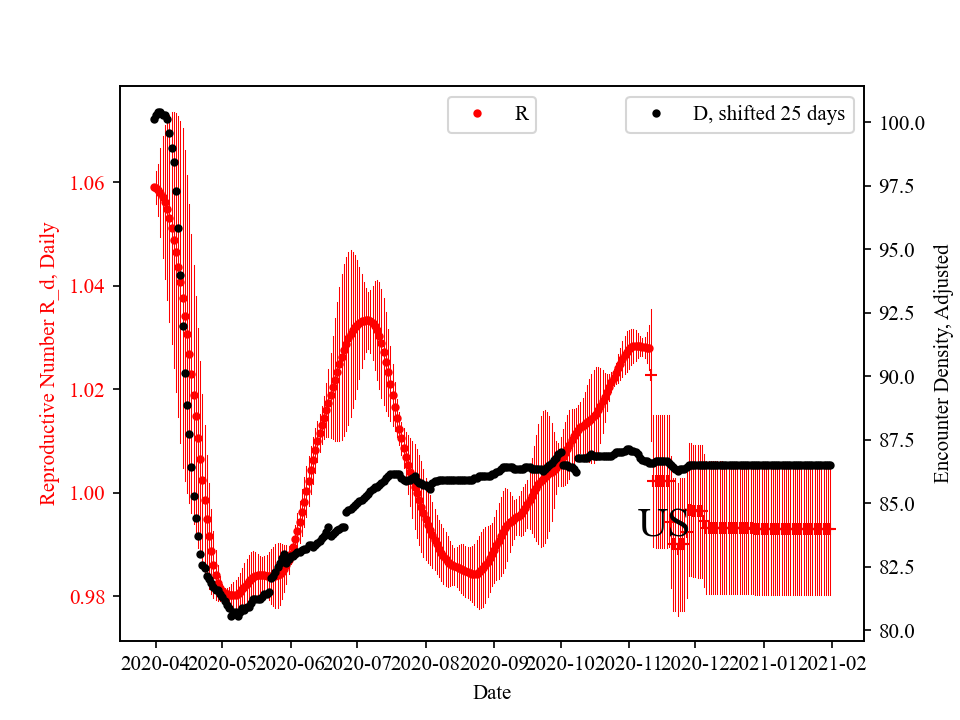 R
D, shifted 25 days
Reproductive Number R_d, Daily
1.06
1.04
1.02
1.00
0.98
100.0
97.5
95.0
92.5
90.0
87.5
85.0
82.5
80.0
Encounter Density, Adjusted
US
2020-04 2020-05 2020-06 2020-07 2020-08 2020-09 2020-10 2020-11 2020-12 2021-01 2021-02
Date